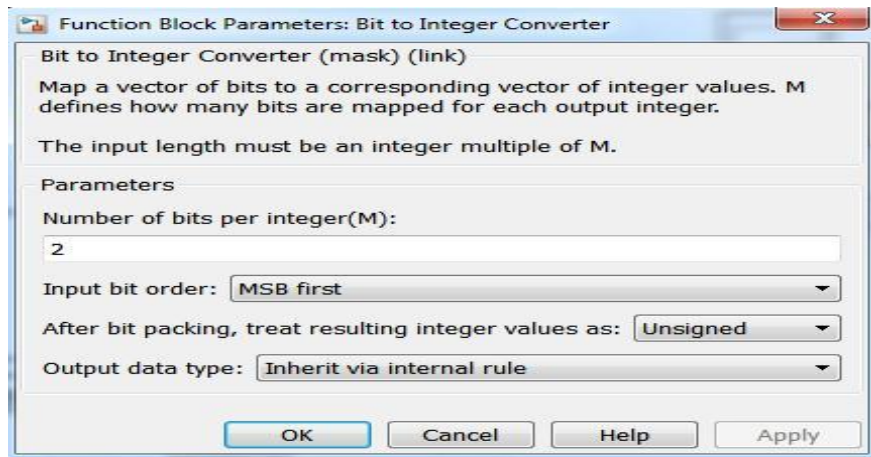 Function Block Parameters: Bit to Integer Converter
Bit to Integer Converter (mask) (link)
Map a vector of bits to a corresponding vector of integer values. M
defines how many bits are mapped for each output integer.
The input length must be an integer multiple of M.
Parameters
Number of bits per integer(M):
2
Input bit order: MSB first
After bit packing, treat resulting integer values as: Unsigned
Output data type: Inherit via internal rule
OK Cancel Help Apply